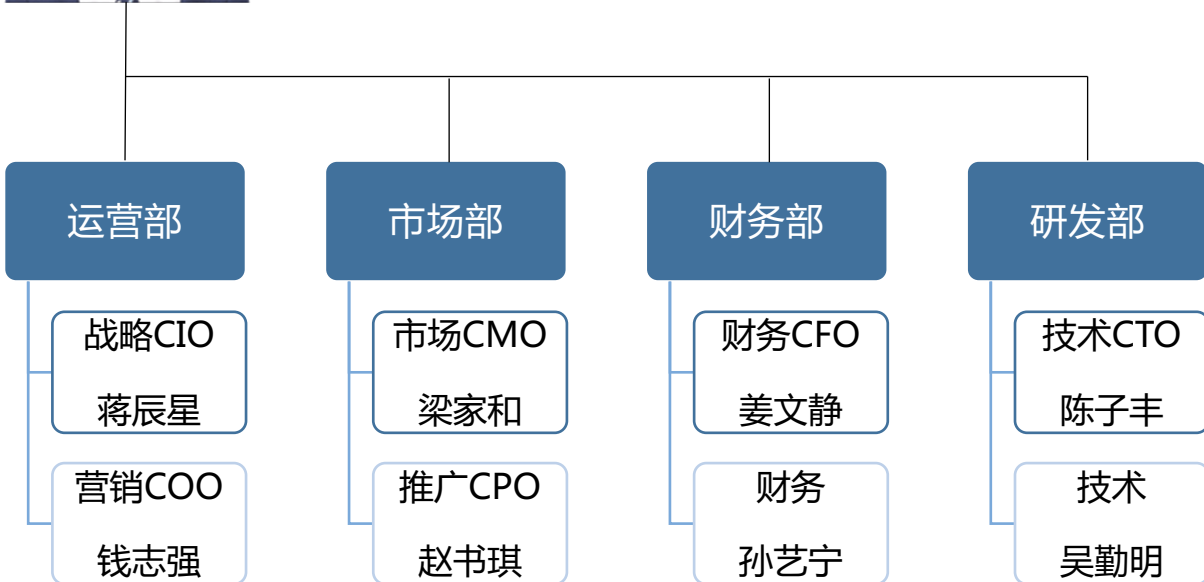 运营部
市场部
财务部
研发部
战略CIO
蒋辰星
市场CMO
梁家和
财务CFO
姜文静
技术CTO
陈子丰
营销COO
钱志强
推广CPO
赵书琪
财务
孙艺宁
技术
吴勤明